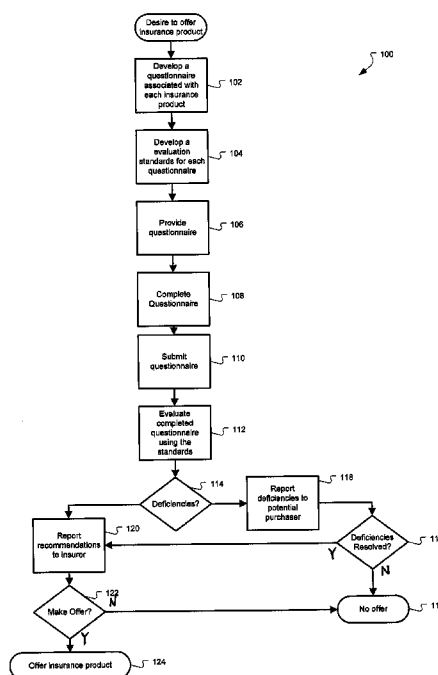 Desire to offer
insurance product
100
Develop a
questionnaire
associated with
each insurance
product
102
Develop a
evaluation
standards for each
questionnaire
104
Provide
questionnaire
106
Complete
Questionnaire
108
Submit
questionnaire
110
Evaluate
completed
questionnaire
using the
standards
112
Deficiencies?
114
Report
deficiencies to
potential
purchaser
118
Report
recommendations
to insuror
120
Deficiencies
Resolved?
11
Y
N
Make Offer?
122
N
Y
No offer
11
Offer insurance product
124